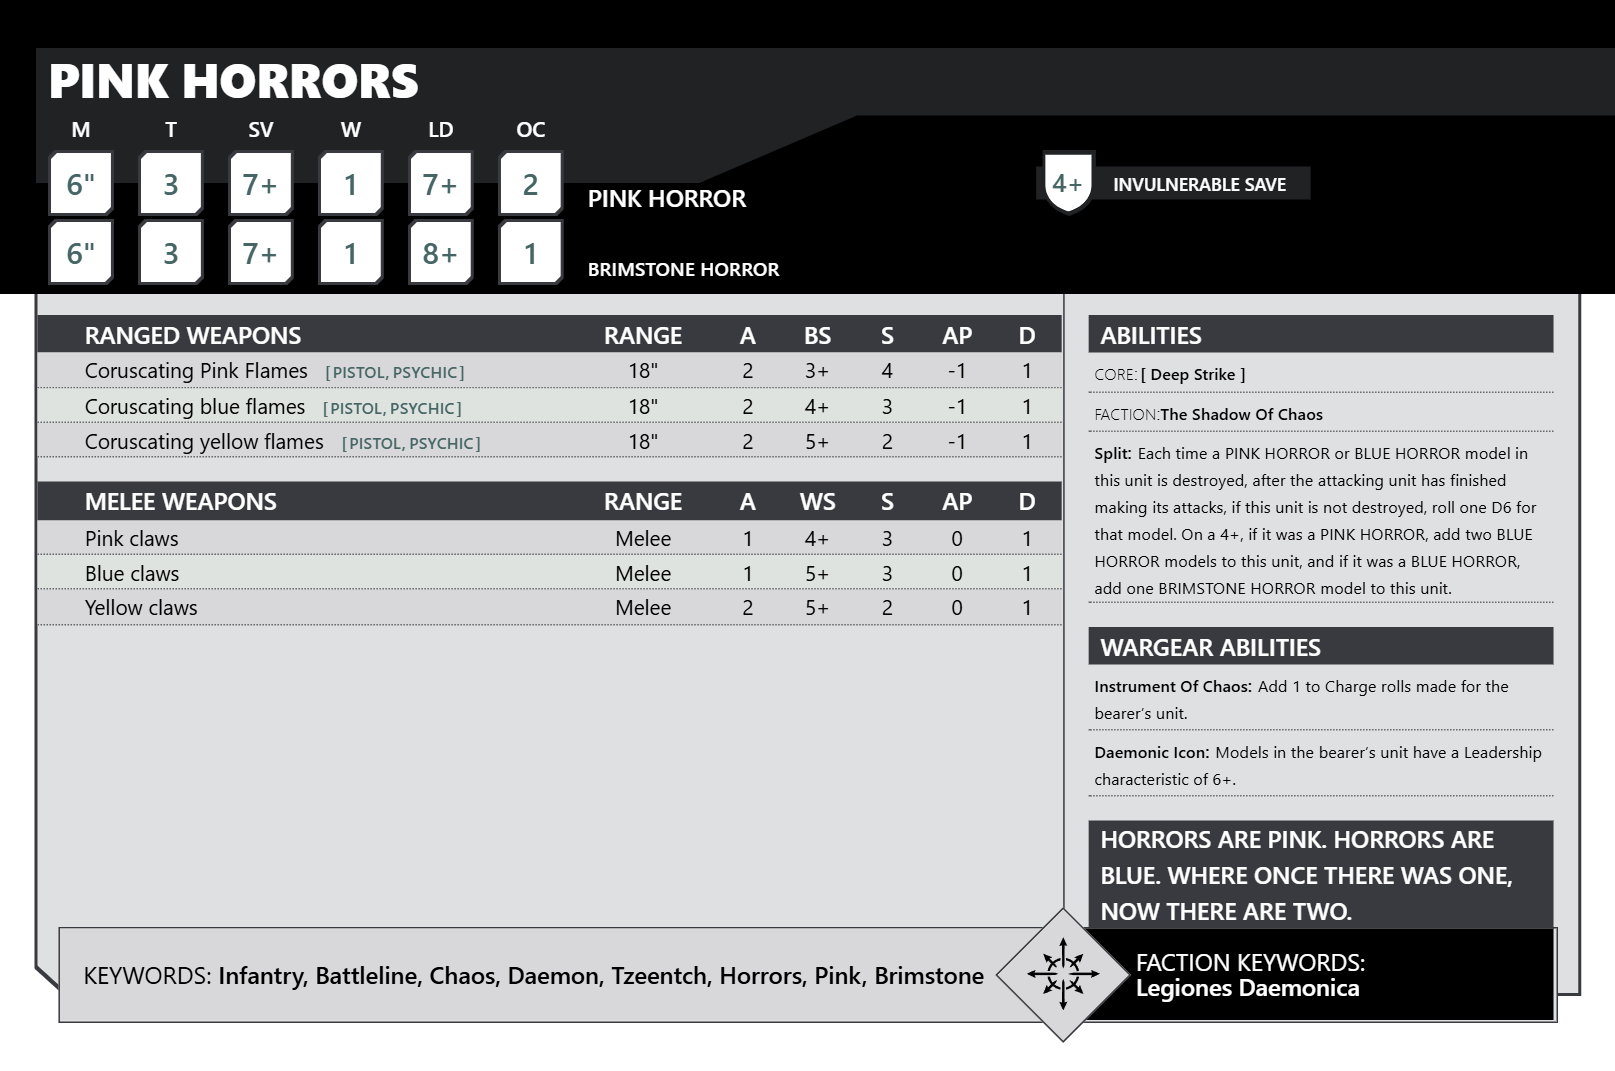 PINK HORRORS
M T SV W LD OC
6" 3 7+ 1 7+ 2 PINK HORROR
4+ INVULNERABLE SAVE
6" 3 7+ 1 8+ 1 BRIMSTONE HORROR
RANGED WEAPONS RANGE A BS S AP D
Coruscating Pink Flames [PISTOL, PSYCHIC] 18" 2 3+ 4 -1 1
Coruscating blue flames [PISTOL, PSYCHIC] 18" 2 4+ 3 -1 1
Coruscating yellow flames [PISTOL, PSYCHIC] 18" 2 5+ 2 -1 1
MELEE WEAPONS RANGE A WS S AP D
Pink claws Melee 1 4+ 3 0 1
Blue claws Melee 1 5+ 3 0 1
Yellow claws Melee 2 5+ 2 0 1
ABILITIES
CORE: [ Deep Strike ]
FACTION:The Shadow Of Chaos
Split: Each time a PINK HORROR or BLUE HORROR model in
this unit is destroyed, after the attacking unit has finished
making its attacks, if this unit is not destroyed, roll one D6 for
that model. On a 4+, if it was a PINK HORROR, add two BLUE
HORROR models to this unit, and if it was a BLUE HORROR,
add one BRIMSTONE HORROR model to this unit.
WARGEAR ABILITIES
Instrument Of Chaos: Add 1 to Charge rolls made for the
bearer's unit.
Daemonic Icon: Models in the bearer's unit have a Leadership
characteristic of 6+.
HORRORS ARE PINK. HORRORS ARE
BLUE. WHERE ONCE THERE WAS ONE,
NOW THERE ARE TWO.
KEYWORDS: Infantry, Battleline, Chaos, Daemon, Tzeentch, Horrors, Pink, Brimstone
FACTION KEYWORDS:
Legiones Daemonica